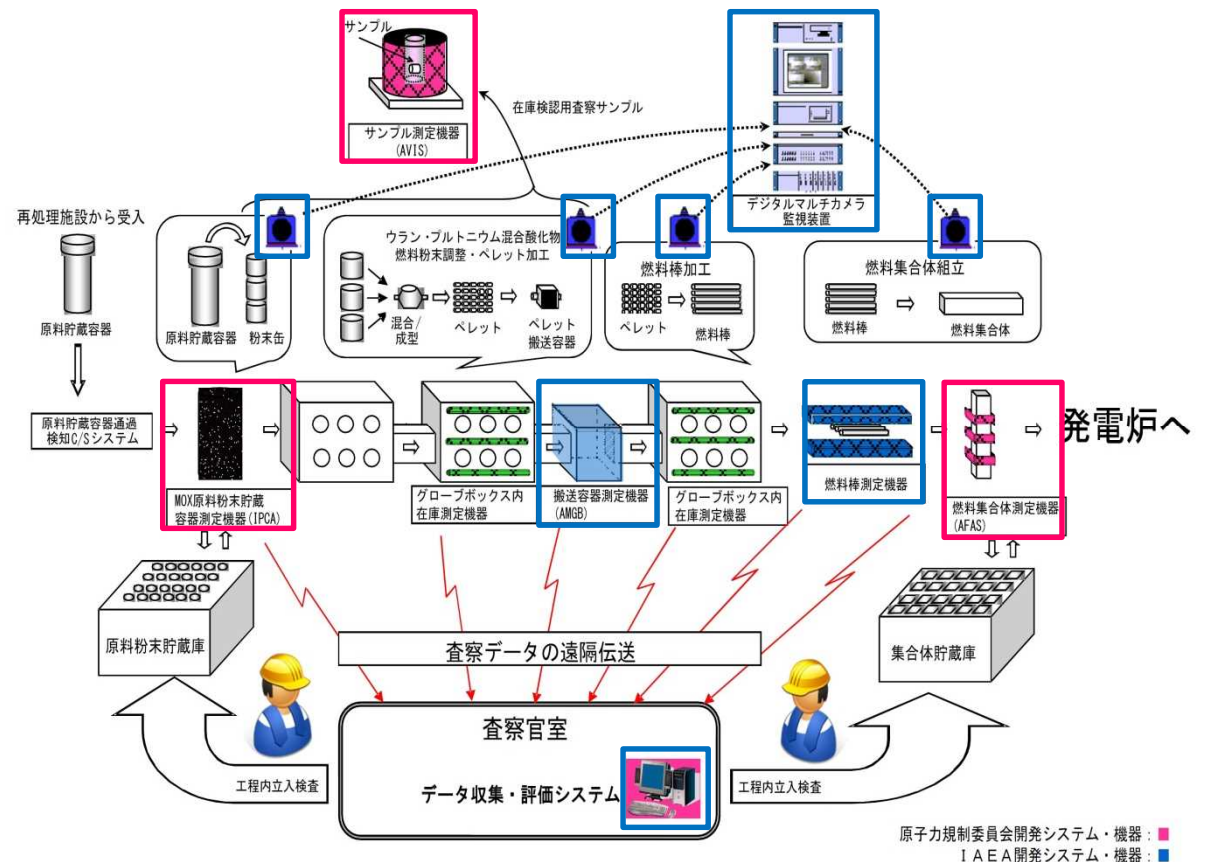 サンプル
在庫検認用査察サンプル
サンプル測定機器
(AVIS)
デジタルマルチカメラ
監視装置
再処理施設から受入
原料貯蔵容器
原料貯蔵容器
粉末缶
ウラン・プルトニウム混合酸化物
燃料粉末調整・ペレット加工
混合/
成型
ペレット
ペレット
搬送容器
燃料棒加工
ペレット
燃料棒
燃料集合体組立
燃料棒
燃料集合体
原料貯蔵容器通過
検知C/Sシステム
MOX原料粉末貯蔵
容器測定機器(IPCA)
グローブボックス内
在庫測定機器
搬送容器測定機器
(AMGB)
グローブボックス内
在庫測定機器
燃料棒測定機器
燃料集合体測定機器
(AFAS)
発電炉へ
原料粉末貯蔵庫
査察データの遠隔伝送
集合体貯蔵庫
工程内立入検査
査察官室
データ収集・評価システム
工程内立入検査
原子力規制委員会開発システム・機器:
IAEA開発システム・機器: